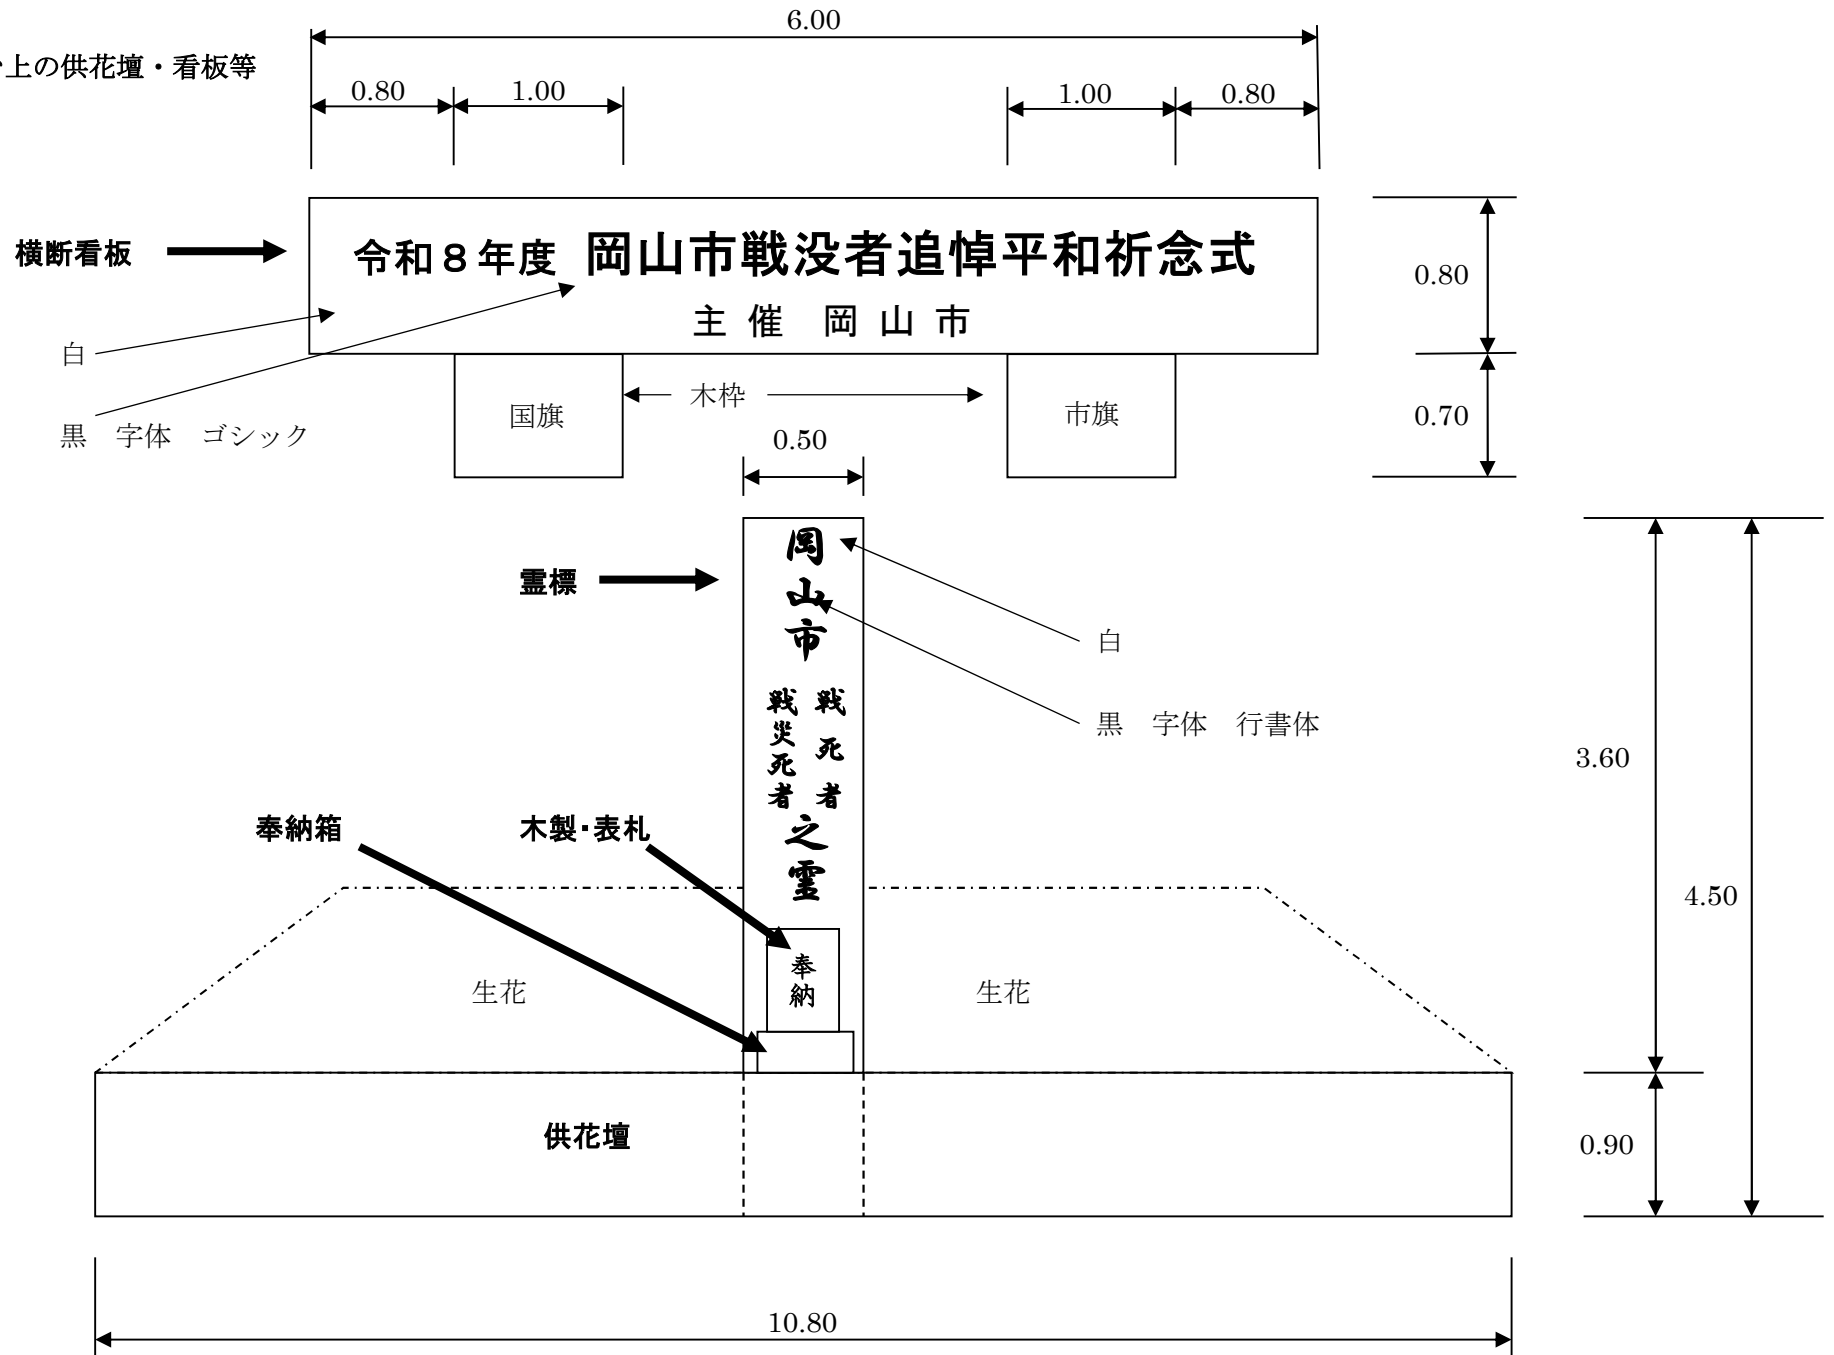 上の供花壇・看板等
6.00
0.80
1.00
1.00
0.80
横断看板
令和８年度 岡山市戦没者追悼平和祈念式
主 催　岡 山 市
0.80
白
黒　字体　ゴシック
国旗
木枠
市旗
0.70
0.50
霊標
岡山市
戦死者
戦災死者
之霊
白
黒　字体　行書体
3.60
4.50
奉納箱
木製・表札
奉納
生花
生花
供花壇
0.90
10.80